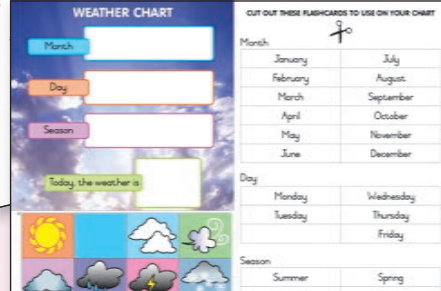 WEATHER CHART
Month
Day
Season
Today, the weather is
CUT OUT THESE FLASHCARDS TO USE ON YOUR CHART
Month
January July
February August
March September
April October
May November
June December
Day
Monday Wednesday
Tuesday Thursday
Friday
Season
Summer Spring